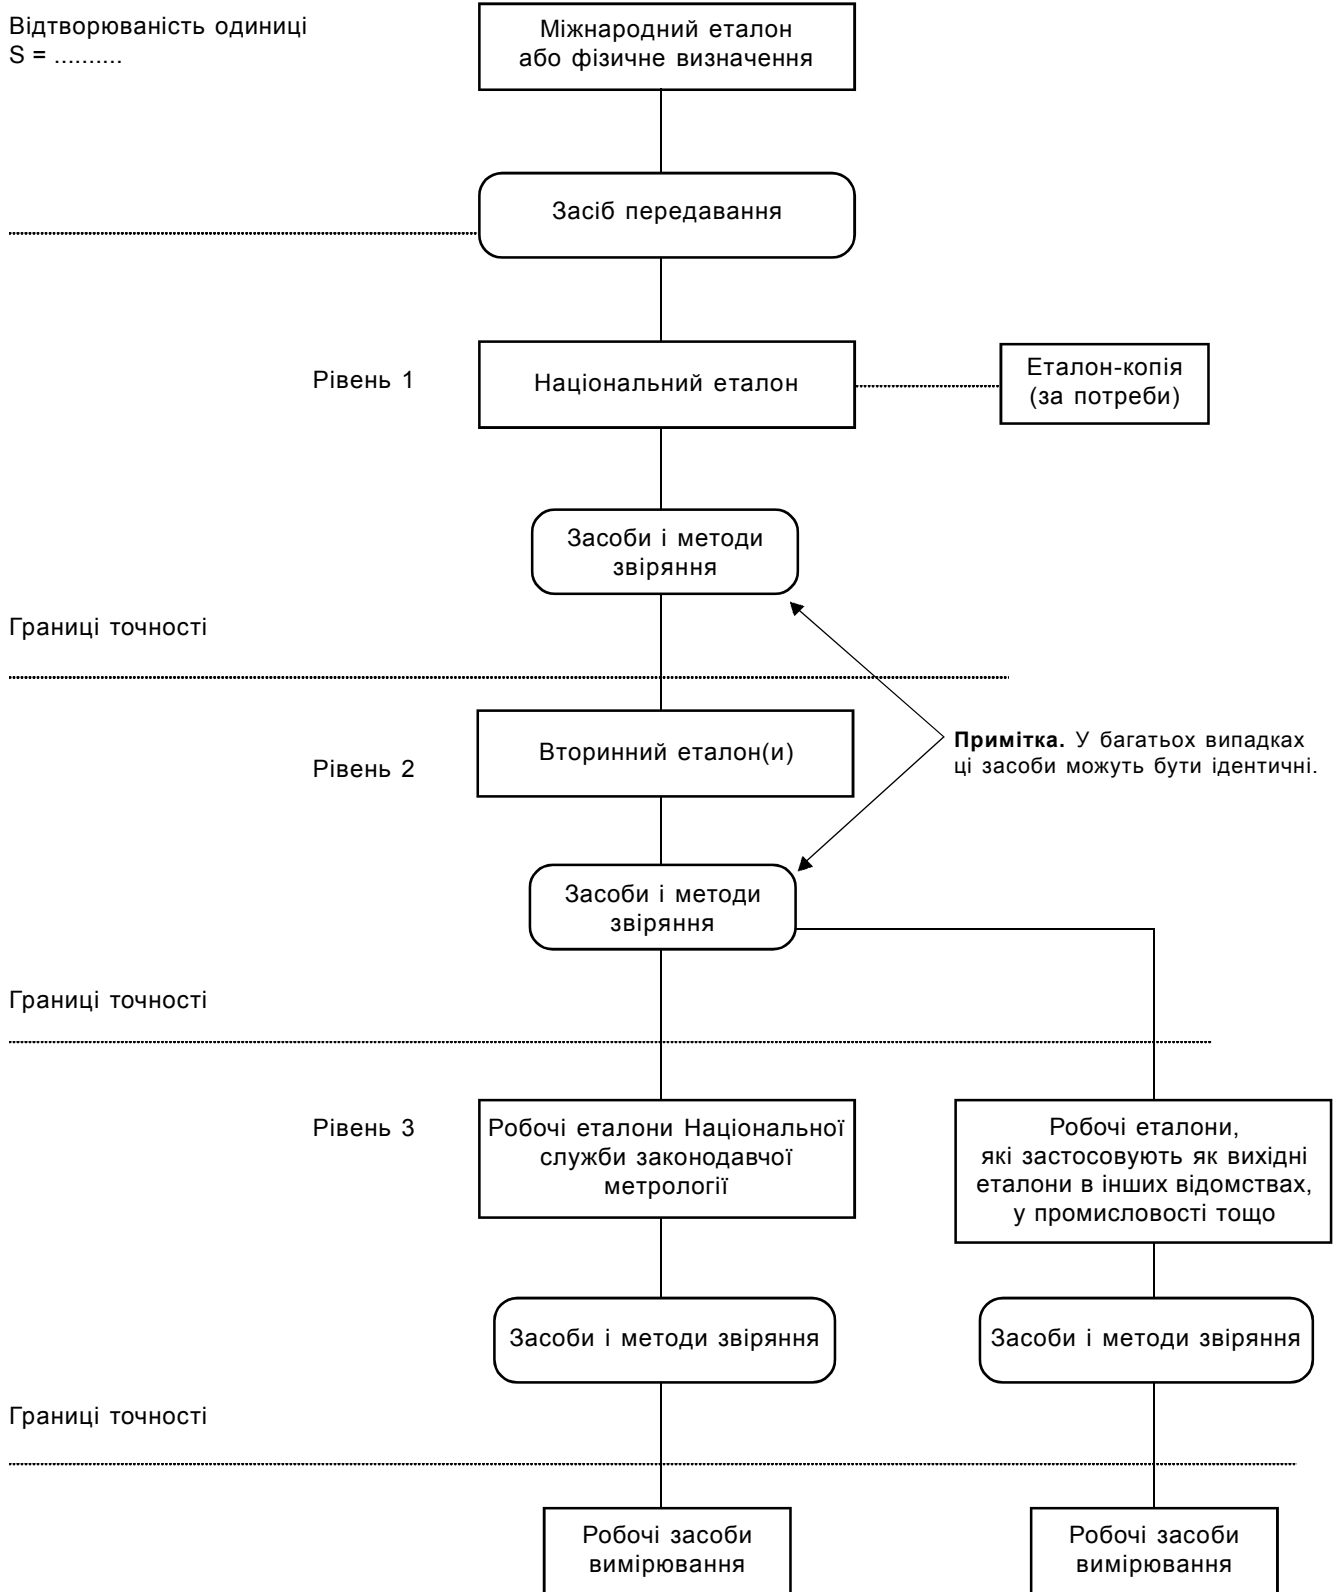 Відтворюваність одиниці
S = ..........
Міжнародний еталон
або фізичне визначення
Засіб передавання
Рівень 1
Національний еталон
Еталон-копія
(за потреби)
Засоби і методи
звіряння
Границі точності
Рівень 2
Вторинний еталон(и)
Примітка. У багатьох випадках
ці засоби можуть бути ідентичні.
Засоби і методи
звіряння
Границі точності
Рівень 3
Робочі еталони Національної
служби законодавчої
метрології
Робочі еталони,
які застосовують як вихідні
еталони в інших відомствах,
у промисловості тощо
Засоби і методи звіряння
Засоби і методи звіряння
Границі точності
Робочі засоби
вимірювання
Робочі засоби
вимірювання